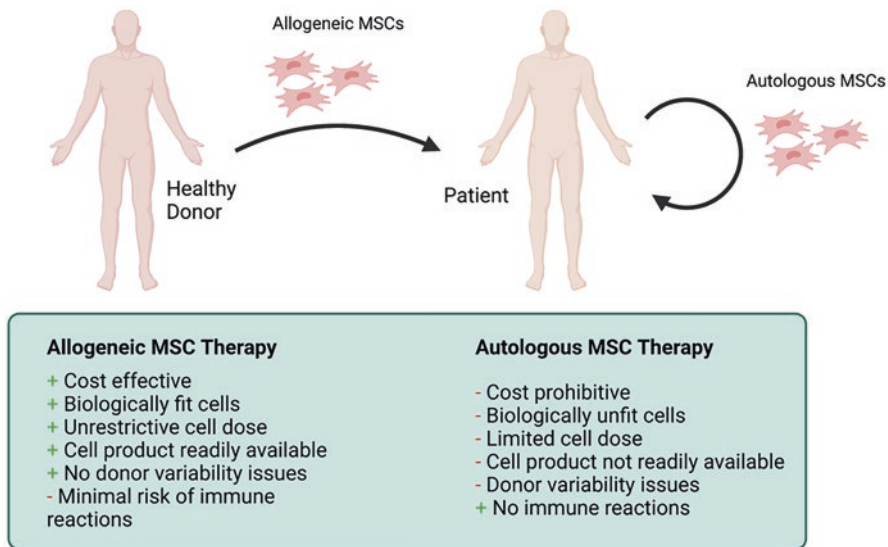 Allogeneic MSCs
Autologous MSCs
Healthy
Donor
Patient
Allogeneic MSC Therapy
+ Cost effective
+ Biologically fit cells
+ Unrestrictive cell dose
+ Cell product readily available
+ No donor variability issues
- Minimal risk of immune
reactions
Autologous MSC Therapy
- Cost prohibitive
- Biologically unfit cells
- Limited cell dose
- Cell product not readily available
- Donor variability issues
+ No immune reactions